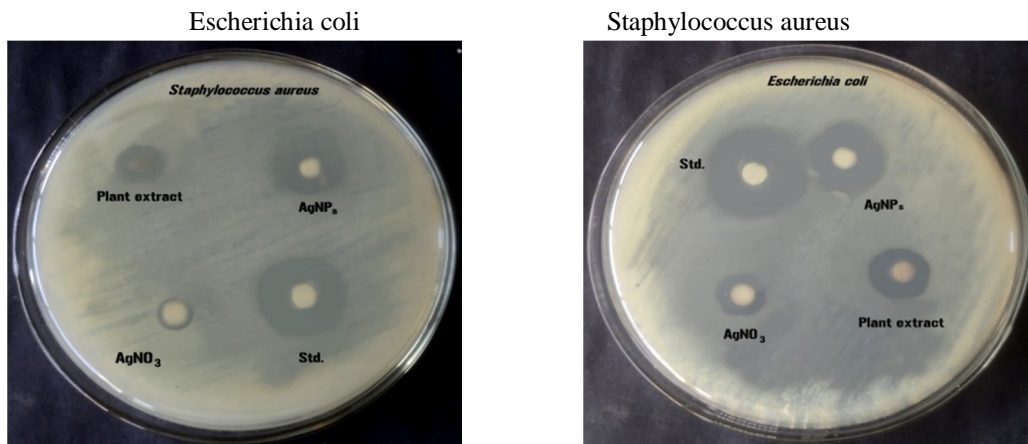 Escherichia coli
Staphylococcus aureus
Staphylococcus aureus
Plant extract
AgNPs
AgNO3
Std.
Escherichia coli
Std.
AgNPs
AgNO3
Plant extract